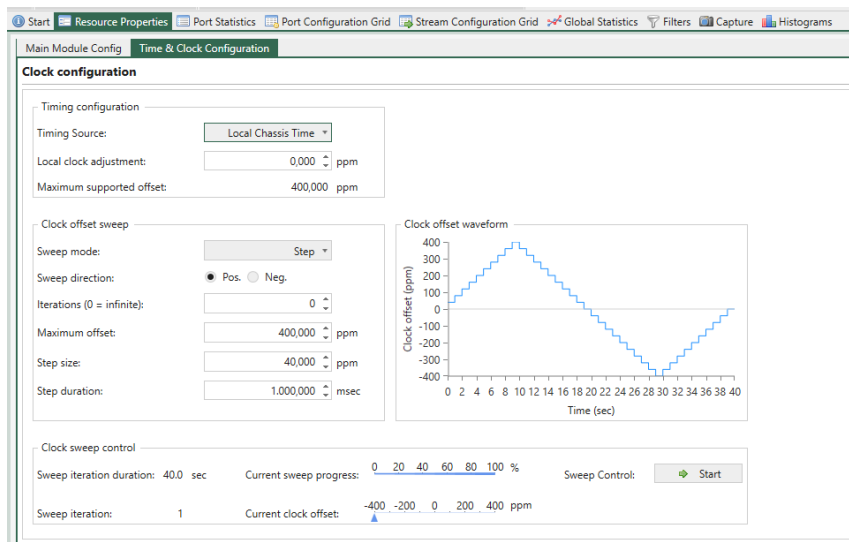 Start Resource Properties Port Statistics Port Configuration Grid Stream Configuration Grid Global Statistics Filters Capture Histograms
Main Module Config Time & Clock Configuration
Clock configuration
Timing configuration
Timing Source: Local Chassis Time
Local clock adjustment: 0,000 ppm
Maximum supported offset: 400,000 ppm
Clock offset sweep
Sweep mode: Step
Sweep direction: Pos. Neg.
Iterations (0 = infinite): 0
Maximum offset: 400,000 ppm
Step size: 40,000 ppm
Step duration: 1.000,000 msec
Clock offset waveform
Clock offset (ppm)
400
300
200
100
0
-100
-200
-300
-400
0 2 4 6 8 10 12 14 16 18 20 22 24 26 28 30 32 34 36 38 40
Time (sec)
Clock sweep control
Sweep iteration duration: 40.0 sec Current sweep progress: 0 20 40 60 80 100 % Sweep Control: Start
Sweep iteration: 1 Current clock offset: -400 -200 0 200 400 ppm